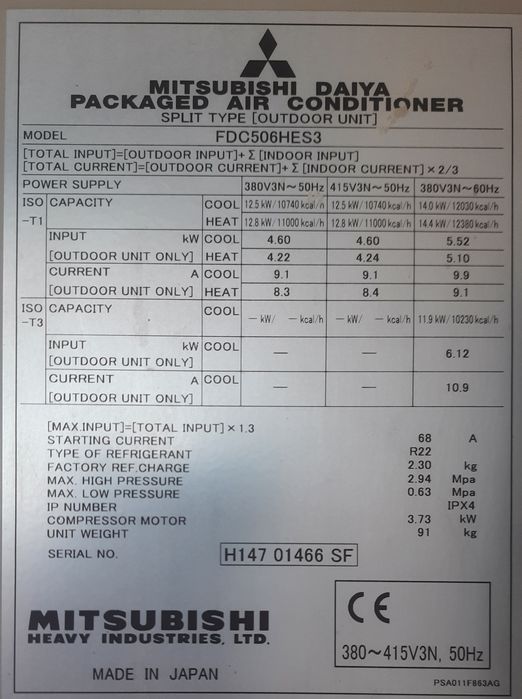 MITSUBISHI DAIYA
PACKAGED AIR CONDITIONER
SPLIT TYPE [OUTDOOR UNIT]
MODEL FDC506HES3
[TOTAL INPUT]=[OUTDOOR INPUT]+Σ[INDOOR INPUT]
[TOTAL CURRENT]=[OUTDOOR CURRENT]+Σ[INDOOR CURRENT]×2/3
POWER SUPPLY 380V3N~50Hz 415V3N~50Hz 380V3N~60Hz
ISO -T1 CAPACITY COOL 12.5 kW/10740 kcal/h 12.5 kW/10740 kcal/h 14.0 kW/12030 kcal/h
HEAT 12.8 kW/11000 kcal/h 12.8 kW/11000 kcal/h 14.4 kW/12380 kcal/h
INPUT kW COOL 4.60 4.60 5.52
[OUTDOOR UNIT ONLY] HEAT 4.22 4.24 5.10
CURRENT A COOL 9.1 9.1 9.9
[OUTDOOR UNIT ONLY] HEAT 8.3 8.4 9.1
ISO -T3 CAPACITY COOL — kW/ — kcal/h — kW/ — kcal/h 11.9 kW/10230 kcal/h
INPUT kW COOL — — 6.12
[OUTDOOR UNIT ONLY]
CURRENT A COOL — — 10.9
[OUTDOOR UNIT ONLY]
[MAX.INPUT]=[TOTAL INPUT]×1.3
STARTING CURRENT 68 A
TYPE OF REFRIGERANT R22
FACTORY REF.CHARGE 2.30 kg
MAX. HIGH PRESSURE 2.94 Mpa
MAX. LOW PRESSURE 0.63 Mpa
IP NUMBER IPX4
COMPRESSOR MOTOR 3.73 kW
UNIT WEIGHT 91 kg
SERIAL NO. H147 01466 SF
MITSUBISHI
HEAVY INDUSTRIES, LTD.
MADE IN JAPAN
CE
380~415V3N, 50Hz
PSA011F863AG